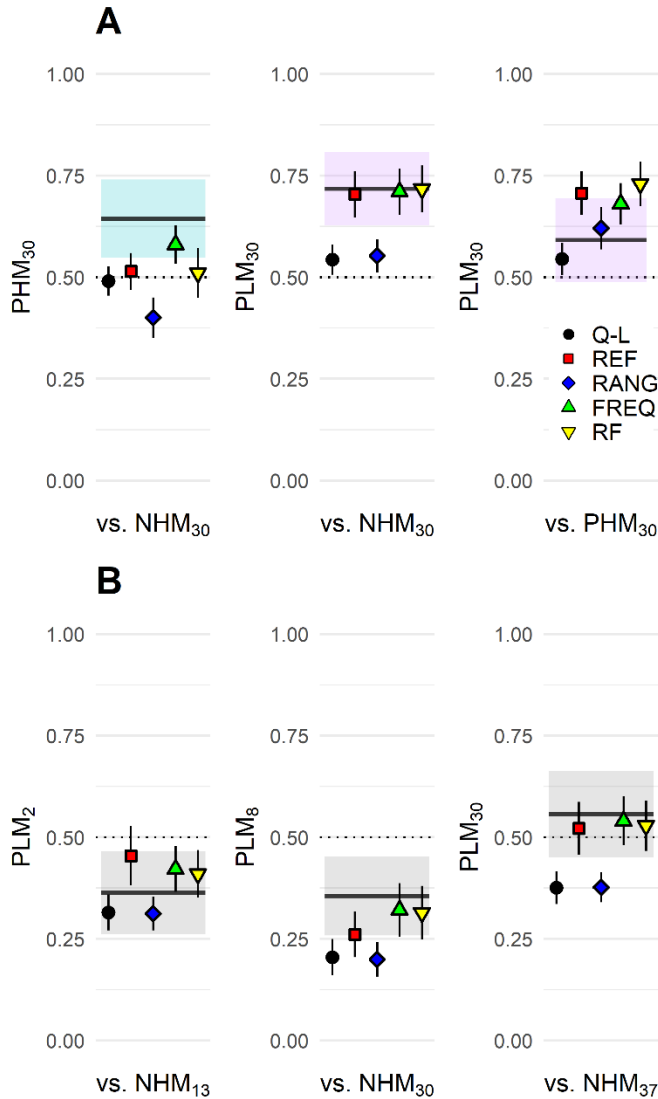 A
1.00 1.00 1.00
0.75 0.75 0.75
0.50 0.50 0.50
0.25 0.25 0.25
0.00 0.00 0.00
PHM₃₀ PLM₃₀ PLM₃₀
Q-L
REF
RANG
FREQ
RF
vs. NHM₃₀ vs. NHM₃₀ vs. PHM₃₀
B
1.00 1.00 1.00
0.75 0.75 0.75
0.50 0.50 0.50
0.25 0.25 0.25
0.00 0.00 0.00
PLM₂ PLM₈ PLM₃₀
vs. NHM₁₃ vs. NHM₃₀ vs. NHM₃₇